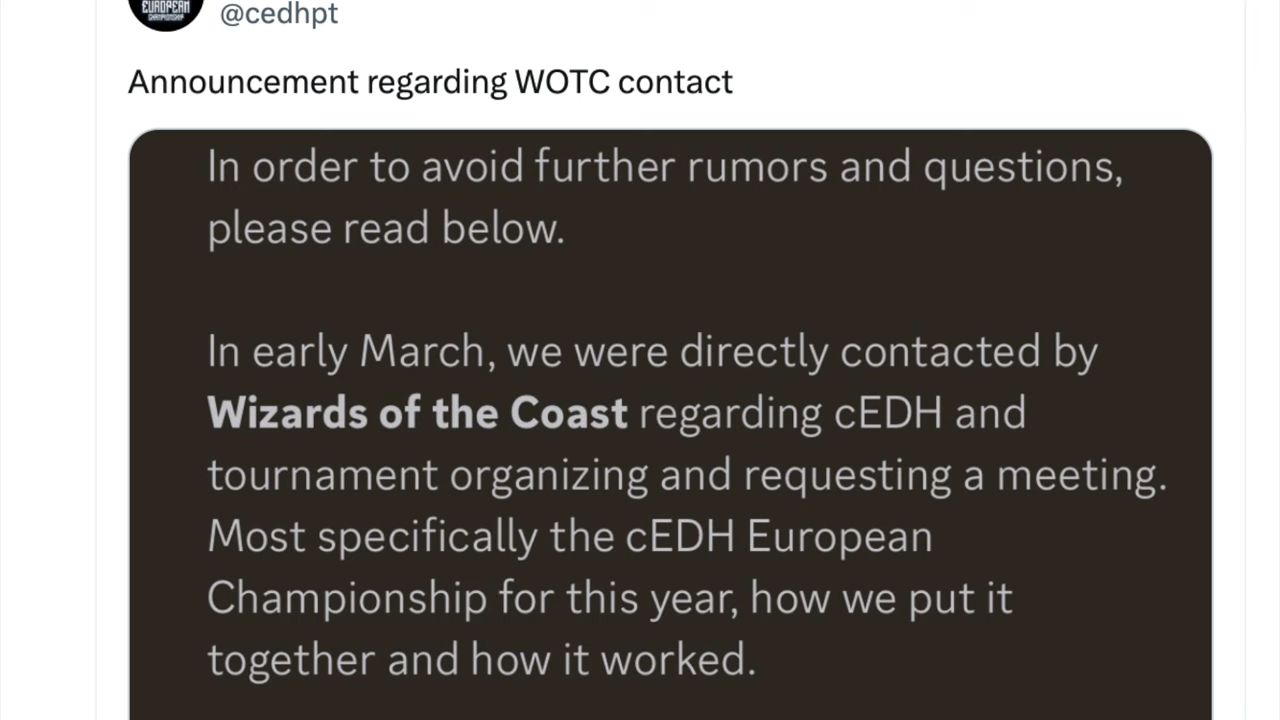 EUROPEAN
CHAMPIONSHIP
@cedhpt
Announcement regarding WOTC contact
In order to avoid further rumors and questions,
please read below.
In early March, we were directly contacted by
Wizards of the Coast regarding cEDH and
tournament organizing and requesting a meeting.
Most specifically the cEDH European
Championship for this year, how we put it
together and how it worked.